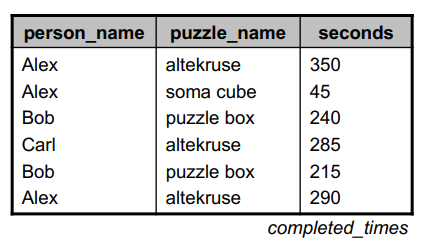 person_name puzzle_name seconds
Alex altekruse 350
Alex soma cube 45
Bob puzzle box 240
Carl altekruse 285
Bob puzzle box 215
Alex altekruse 290
completed_times